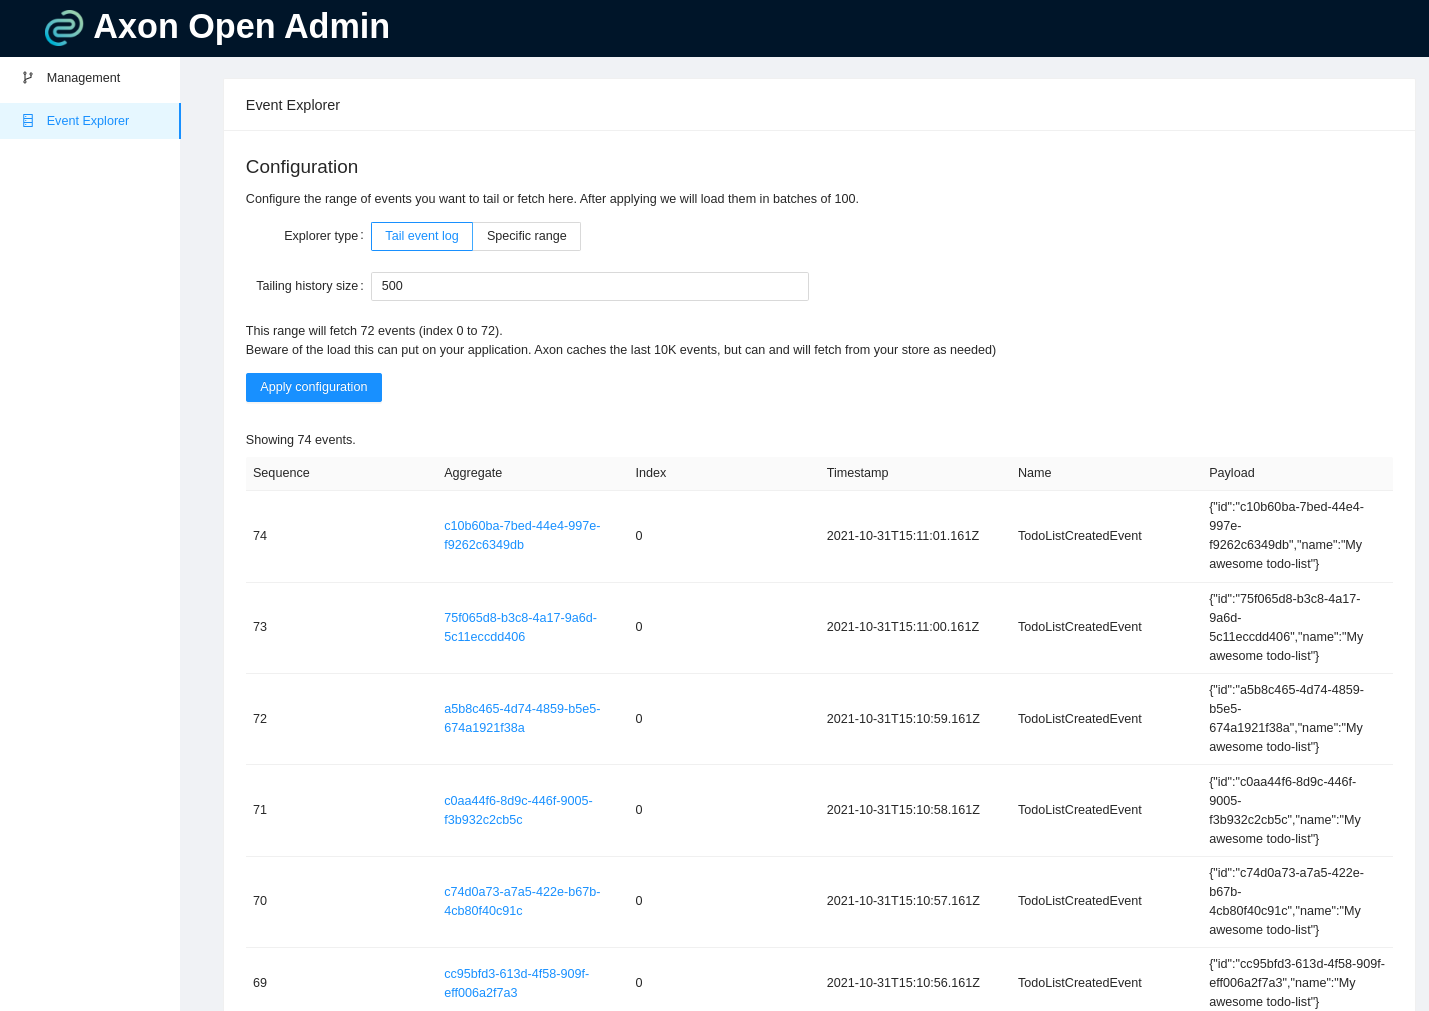 Axon Open Admin
Management
Event Explorer
Event Explorer
Configuration
Configure the range of events you want to tail or fetch here. After applying we will load them in batches of 100.
Explorer type: Tail event log Specific range
Tailing history size: 500
This range will fetch 72 events (index 0 to 72).
Beware of the load this can put on your application. Axon caches the last 10K events, but can and will fetch from your store as needed)
Apply configuration
Showing 74 events.
Sequence Aggregate Index Timestamp Name Payload
74
c10b60ba-7bed-44e4-997e-
f9262c6349db
0
2021-10-31T15:11:01.161Z
TodoListCreatedEvent
{"id":"c10b60ba-7bed-44e4-
997e-
f9262c6349db","name":"My
awesome todo-list"}
73
75f065d8-b3c8-4a17-9a6d-
5c11eccdd406
0
2021-10-31T15:11:00.161Z
TodoListCreatedEvent
{"id":"75f065d8-b3c8-4a17-
9a6d-
5c11eccdd406","name":"My
awesome todo-list"}
72
a5b8c465-4d74-4859-b5e5-
674a1921f38a
0
2021-10-31T15:10:59.161Z
TodoListCreatedEvent
{"id":"a5b8c465-4d74-4859-
b5e5-
674a1921f38a","name":"My
awesome todo-list"}
71
c0aa44f6-8d9c-446f-9005-
f3b932c2cb5c
0
2021-10-31T15:10:58.161Z
TodoListCreatedEvent
{"id":"c0aa44f6-8d9c-446f-
9005-
f3b932c2cb5c","name":"My
awesome todo-list"}
70
c74d0a73-a7a5-422e-b67b-
4cb80f40c91c
0
2021-10-31T15:10:57.161Z
TodoListCreatedEvent
{"id":"c74d0a73-a7a5-422e-
b67b-
4cb80f40c91c","name":"My
awesome todo-list"}
69
cc95bfd3-613d-4f58-909f-
eff006a2f7a3
0
2021-10-31T15:10:56.161Z
TodoListCreatedEvent
{"id":"cc95bfd3-613d-4f58-909f-
eff006a2f7a3","name":"My
awesome todo-list"}